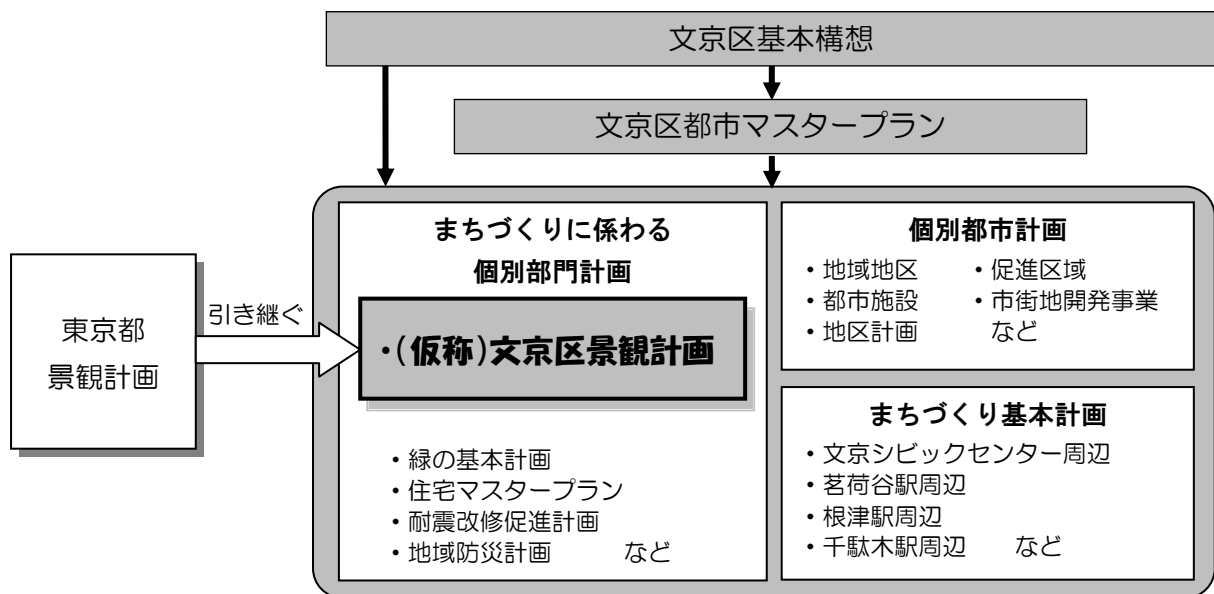 文京区基本構想
文京区都市マスタープラン
東京都
景観計画
引き継ぐ
まちづくりに係わる
個別部門計画
・(仮称)文京区景観計画
・緑の基本計画
・住宅マスタープラン
・耐震改修促進計画
・地域防災計画 など
個別都市計画
・地域地区 ・促進区域
・都市施設 ・市街地開発事業
・地区計画 など
まちづくり基本計画
・文京シビックセンター周辺
・茗荷谷駅周辺
・根津駅周辺
・千駄木駅周辺 など